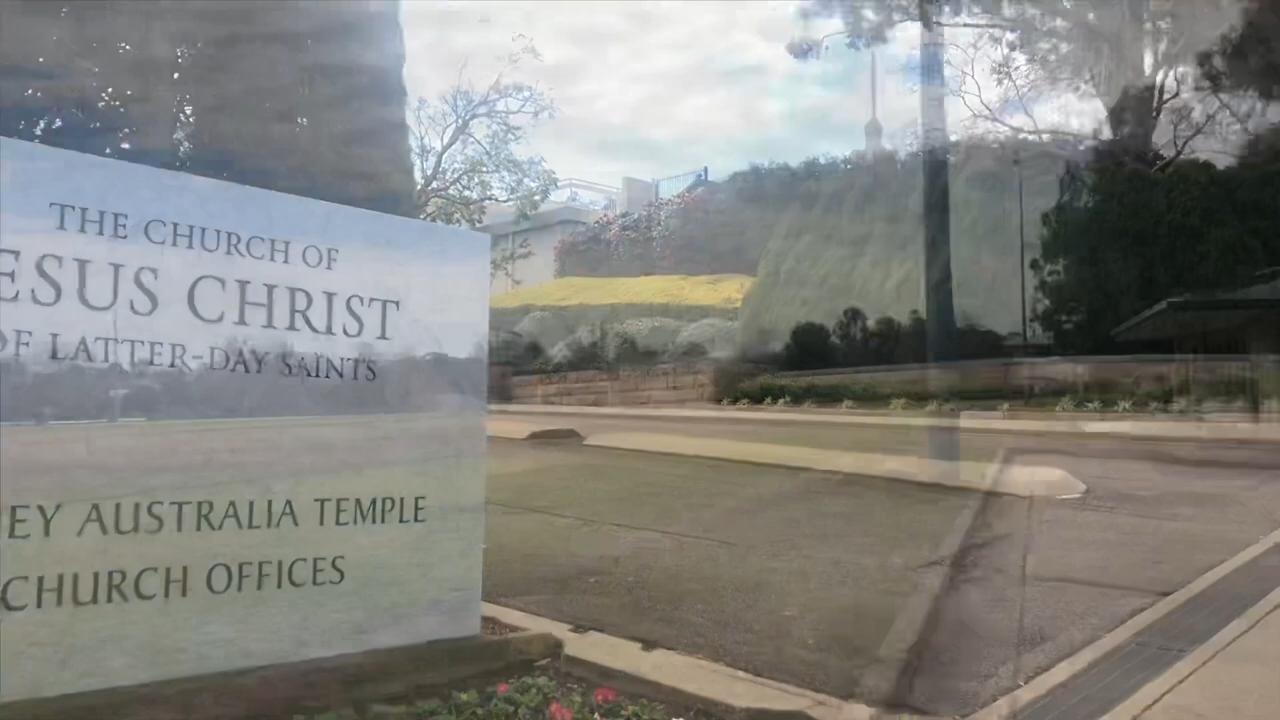 THE CHURCH OF
ESUS CHRIST
OF LATTER-DAY SAINTS
EY AUSTRALIA TEMPLE
CHURCH OFFICES